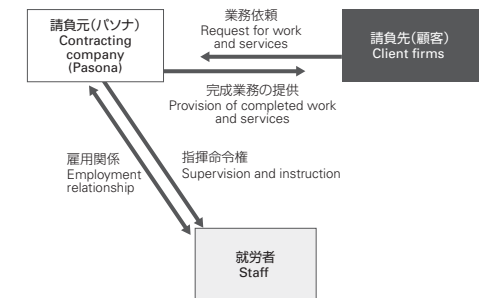 業務依頼
Request for work
and services
請負元(パソナ)
Contracting
company
(Pasona)
請負先(顧客)
Client firms
完成業務の提供
Provision of completed work
and services
雇用関係
Employment
relationship
指揮命令権
Supervision and instruction
就労者
Staff